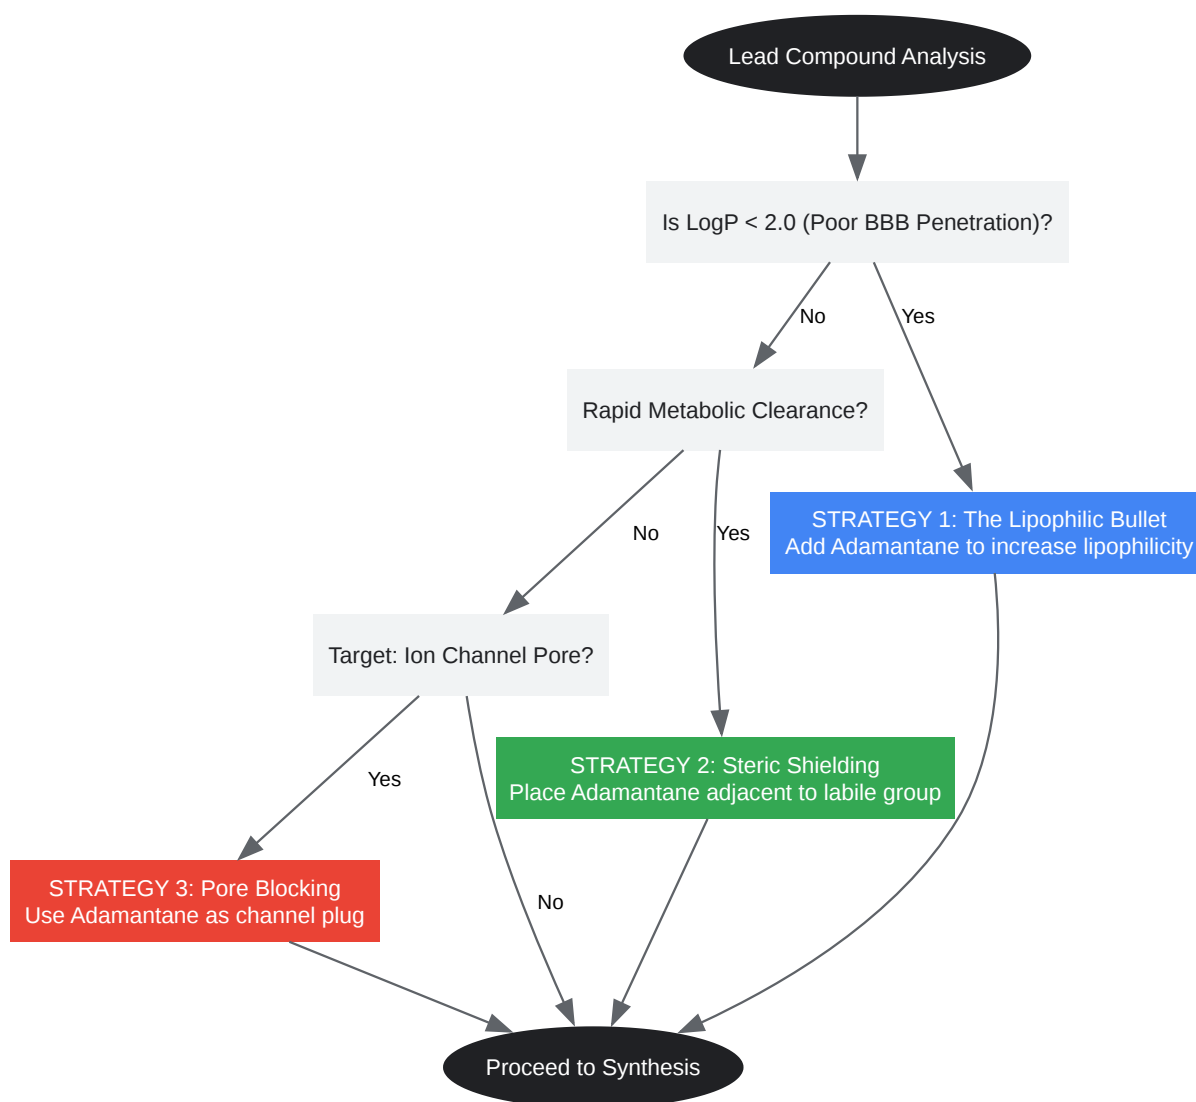 Lead Compound Analysis
Is LogP < 2.0 (Poor BBB Penetration)?
No
Yes
Rapid Metabolic Clearance?
STRATEGY 1: The Lipophilic Bullet
Add Adamantane to increase lipophilicity
No
Yes
Target: Ion Channel Pore?
STRATEGY 2: Steric Shielding
Place Adamantane adjacent to labile group
Yes
STRATEGY 3: Pore Blocking
Use Adamantane as channel plug
No
Proceed to Synthesis